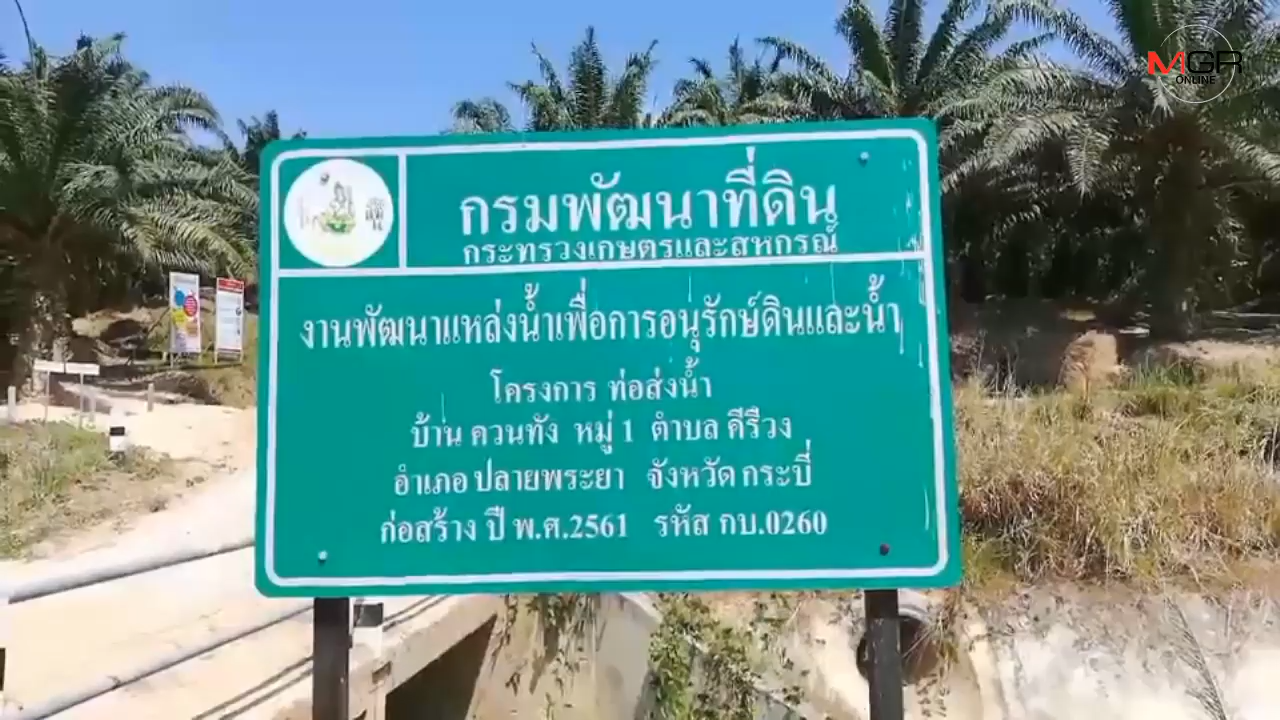 MGR
ONLINE
กรมพัฒนาที่ดิน
กระทรวงเกษตรและสหกรณ์
งานพัฒนาแหล่งน้ำเพื่อการอนุรักษ์ดินและน้ำ
โครงการ ท่อส่งน้ำ
บ้าน ควนทัง หมู่ 1 ตำบล คีรีวง
อำเภอ ปลายพระยา จังหวัด กระบี่
ก่อสร้าง ปี พ.ศ.2561 รหัส กบ.0260